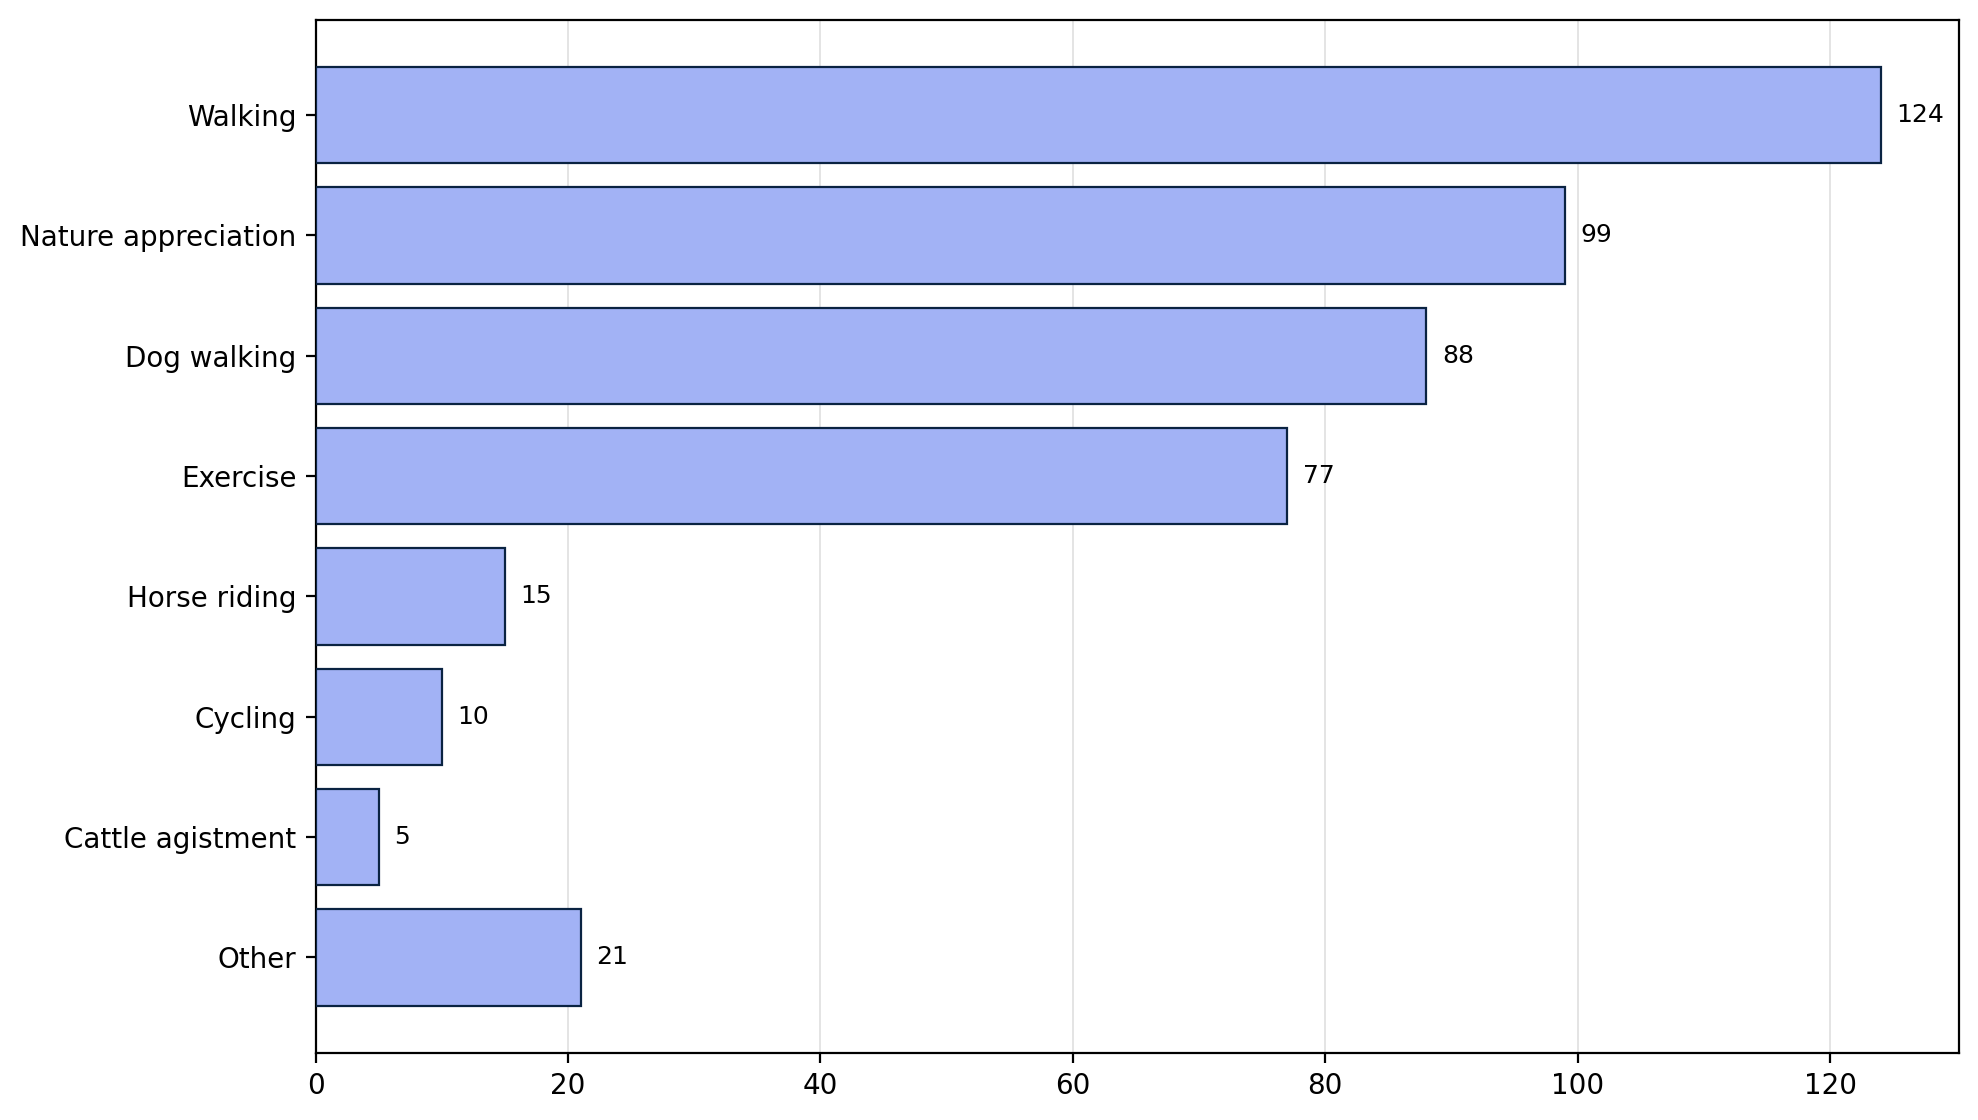 Walking 124
Nature appreciation 99
Dog walking 88
Exercise 77
Horse riding 15
Cycling 10
Cattle agistment 5
Other 21
0 20 40 60 80 100 120